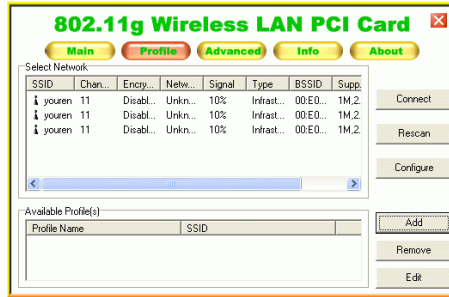 802.11g Wireless LAN PCI Card
Main Profile Advanced Info About
Select Network
SSID Chan... Encry... Netw... Signal Type BSSID Supp.
youren 11 Disabl... Unkn... 10% Infrast... 00:E0... 1M,2.
youren 11 Disabl... Unkn... 10% Infrast... 00:E0... 1M,2.
youren 11 Disabl... Unkn... 10% Infrast... 00:E0... 1M,2.
Connect
Rescan
Configure
Available Profile(s)
Profile Name SSID
Add
Remove
Edit